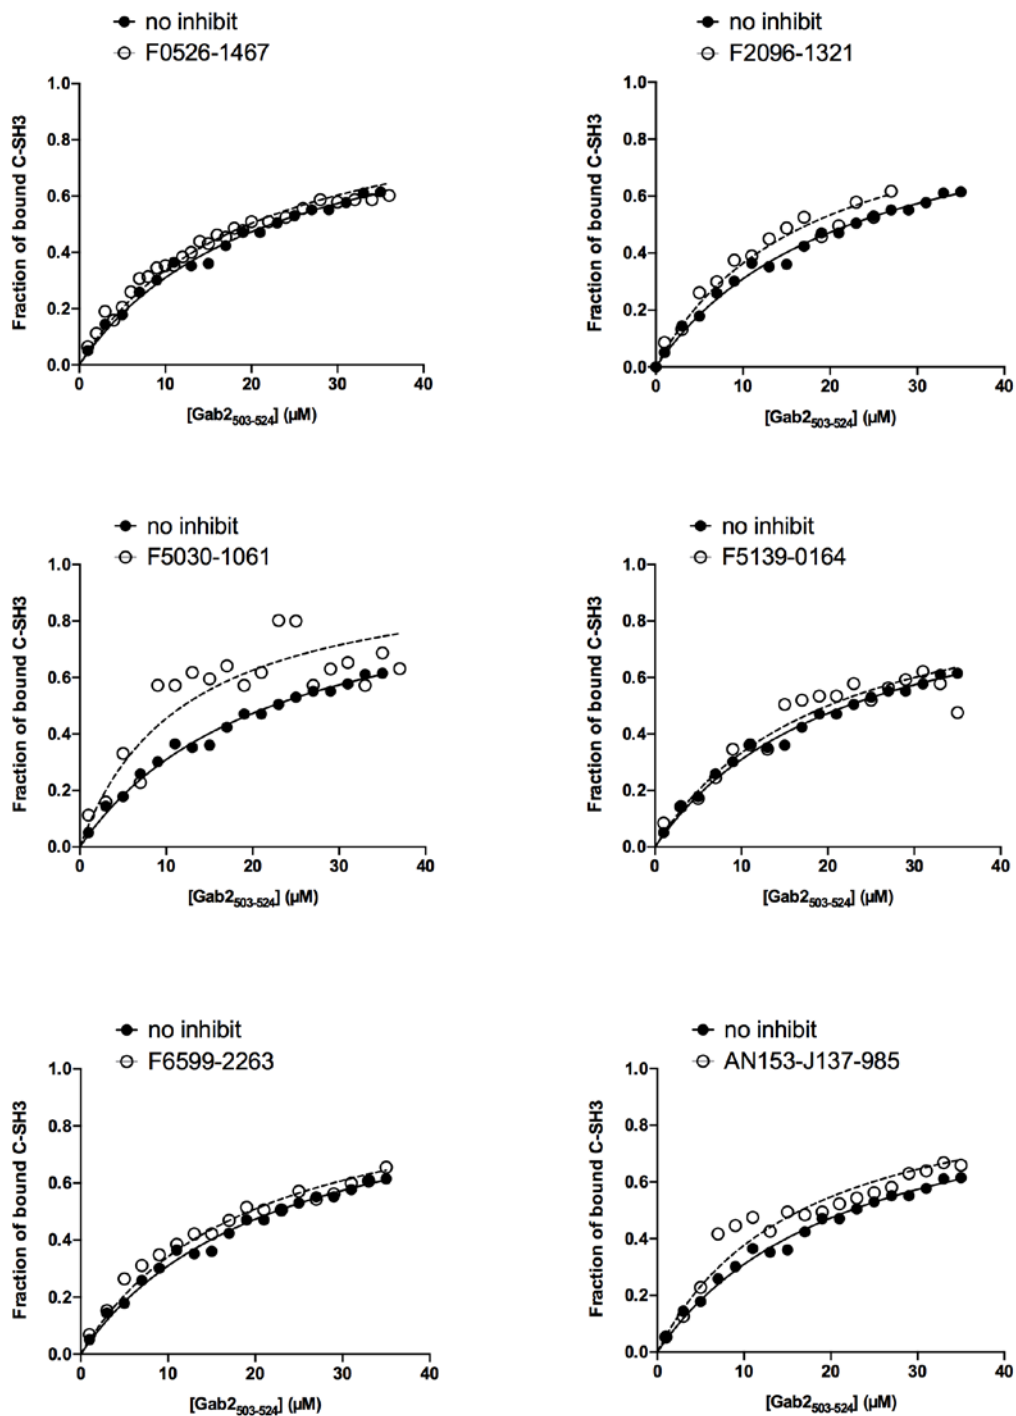 no inhibit
F0526-1467
1.0
0.8
0.6
0.4
0.2
0.0
Fraction of bound C-SH3
0 10 20 30 40
[Gab2503-524] (µM)
no inhibit
F2096-1321
1.0
0.8
0.6
0.4
0.2
0.0
Fraction of bound C-SH3
0 10 20 30 40
[Gab2503-524] (µM)
no inhibit
F5030-1061
1.0
0.8
0.6
0.4
0.2
0.0
Fraction of bound C-SH3
0 10 20 30 40
[Gab2503-524] (µM)
no inhibit
F5139-0164
1.0
0.8
0.6
0.4
0.2
0.0
Fraction of bound C-SH3
0 10 20 30 40
[Gab2503-524] (µM)
no inhibit
F6599-2263
1.0
0.8
0.6
0.4
0.2
0.0
Fraction of bound C-SH3
0 10 20 30 40
[Gab2503-524] (µM)
no inhibit
AN153-J137-985
1.0
0.8
0.6
0.4
0.2
0.0
Fraction of bound C-SH3
0 10 20 30 40
[Gab2503-524] (µM)